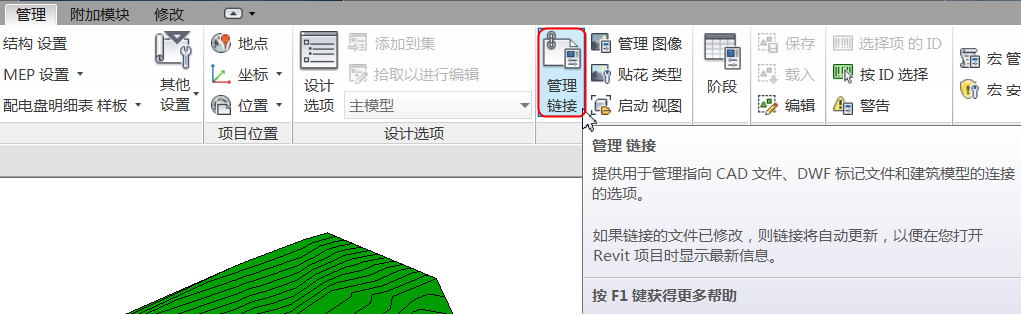 管理 附加模块 修改
结构 设置
MEP 设置
配电盘明细表 样板
其他
设置
地点
坐标
位置
项目位置
设计
选项
添加到集
拾取以进行编辑
主模型
设计选项
管理
链接
管理 图像
贴花 类型
启动 视图
阶段
保存
载入
编辑
选择项 的 ID
按 ID 选择
警告
宏 管
宏 安
管理 链接
提供用于管理指向 CAD 文件、DWF 标记文件和建筑模型的连接
的选项。
如果链接的文件已修改，则链接将自动更新，以便在您打开
Revit 项目时显示最新信息。
按 F1 键获得更多帮助